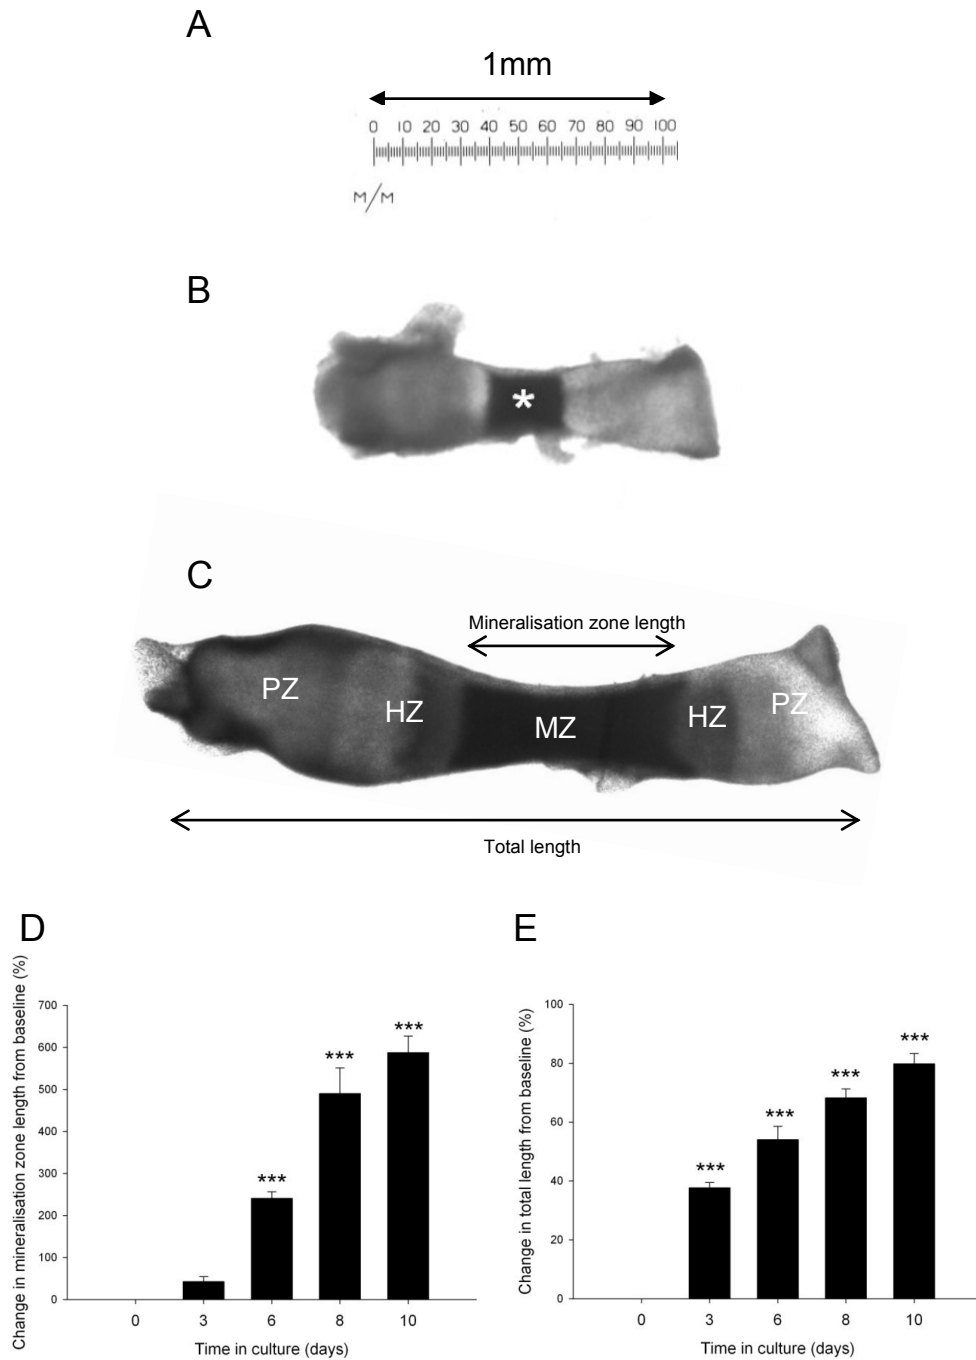 A
1mm
0 10 20 30 40 50 60 70 80 90 100
M/M
B
*
C
Mineralisation zone length
PZ HZ MZ HZ PZ
Total length
D
Change in mineralisation zone length from baseline (%)
700
600
500
400
300
200
100
0
***
***
***
0 3 6 8 10
Time in culture (days)
E
Change in total length from baseline (%)
100
80
60
40
20
0
***
***
***
***
0 3 6 8 10
Time in culture (days)